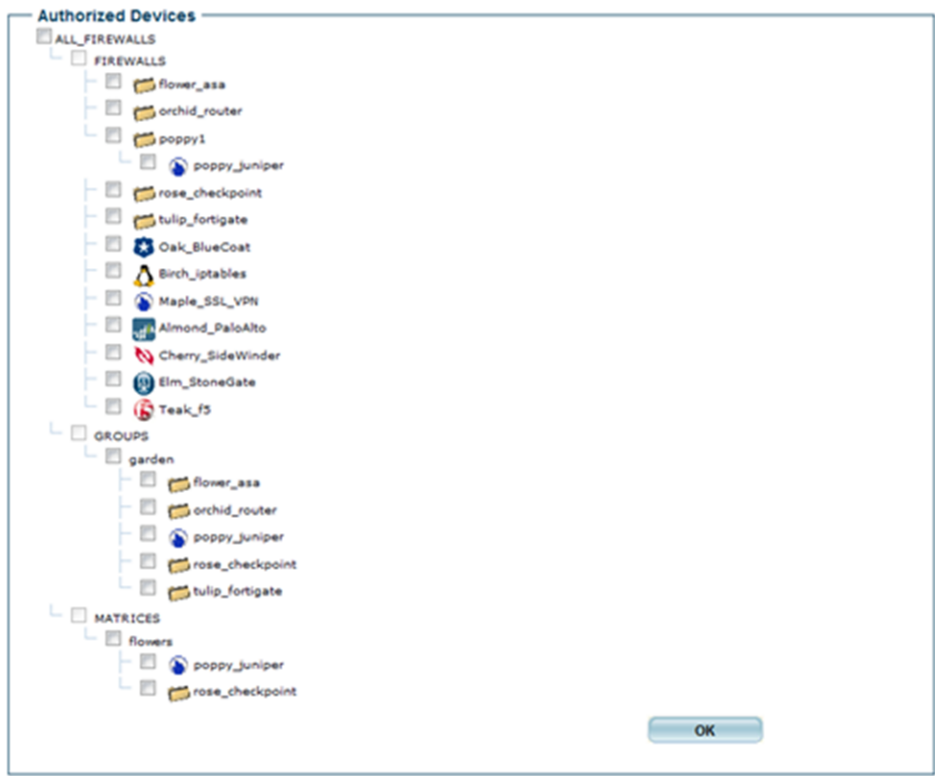 Authorized Devices
ALL_FIREWALLS
FIREWALLS
flower_asa
orchid_router
poppy1
poppy_juniper
rose_checkpoint
tulip_fortigate
Oak_BlueCoat
Birch_iptables
Maple_SSL_VPN
Almond_PaloAlto
Cherry_SideWinder
Elm_StoneGate
Teak_f5
GROUPS
garden
flower_asa
orchid_router
poppy_juniper
rose_checkpoint
tulip_fortigate
MATRICES
flowers
poppy_juniper
rose_checkpoint
OK